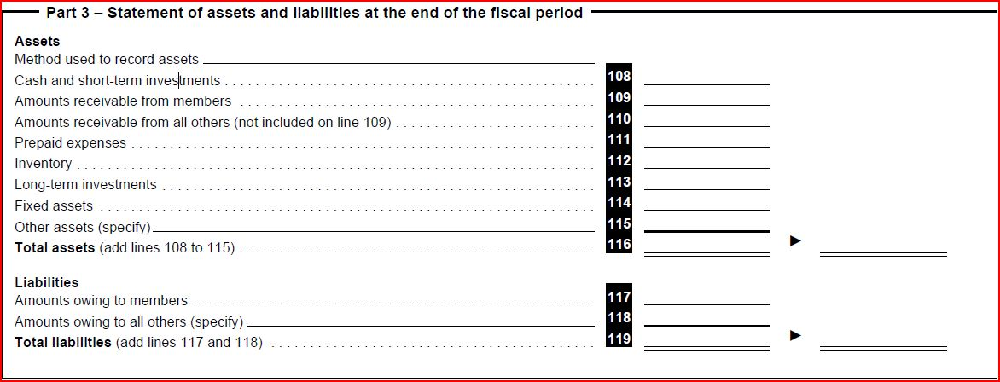 Part 3 – Statement of assets and liabilities at the end of the fiscal period
Assets
Method used to record assets
Cash and short-term investments 108
Amounts receivable from members 109
Amounts receivable from all others (not included on line 109) 110
Prepaid expenses 111
Inventory 112
Long-term investments 113
Fixed assets 114
Other assets (specify) 115
Total assets (add lines 108 to 115) 116
Liabilities
Amounts owing to members 117
Amounts owing to all others (specify) 118
Total liabilities (add lines 117 and 118) 119